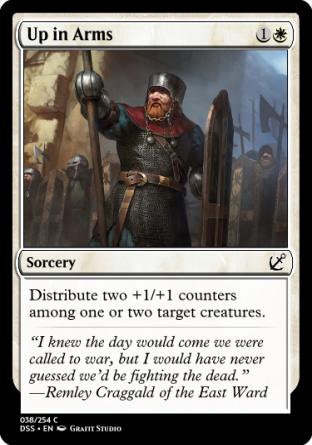 Up in Arms 1
Sorcery
Distribute two +1/+1 counters
among one or two target creatures.
“I knew the day would come we were
called to war, but I would have never
guessed we’d be fighting the dead.”
—Remley Craggald of the East Ward
038/254 C
DSS • EN Grafit Studio